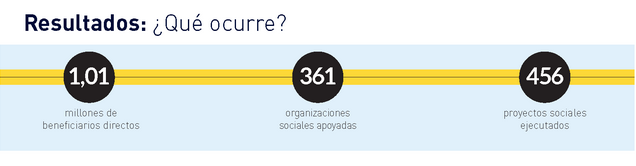 Resultados: ¿Qué ocurre?
1,01
millones de
beneficiarios directos
361
organizaciones
sociales apoyadas
456
proyectos sociales
ejecutados